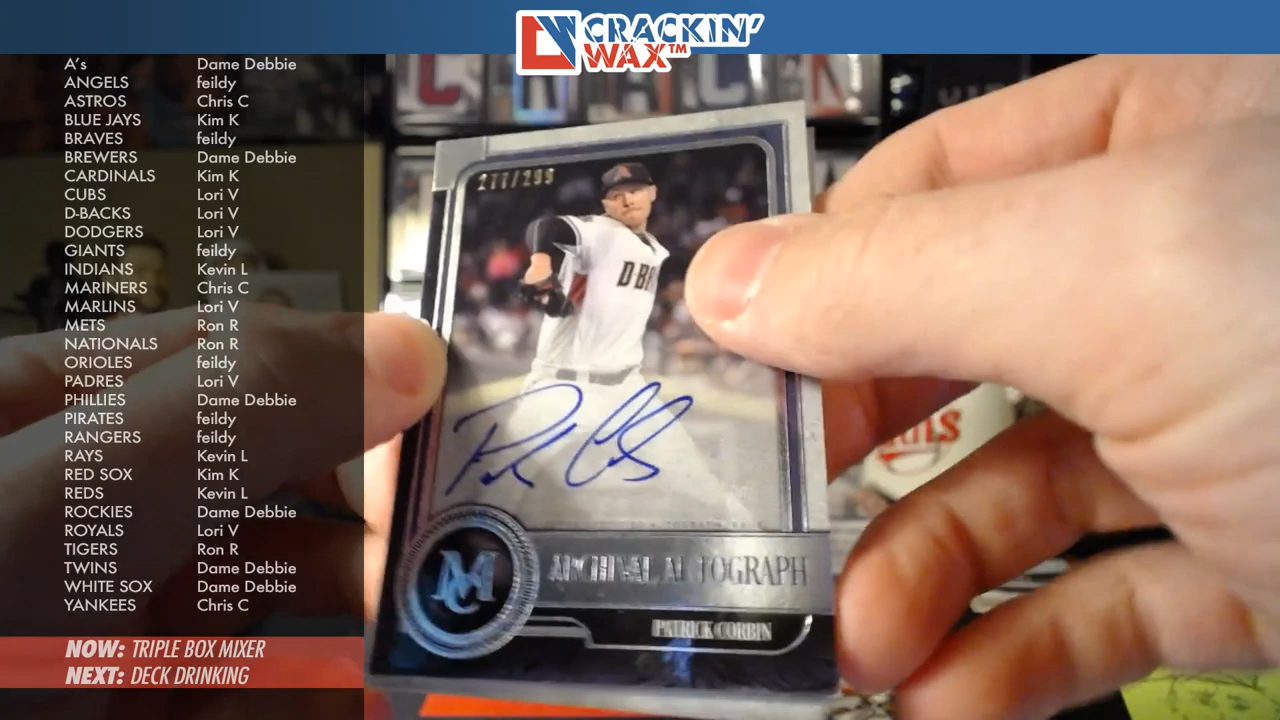 CRACKIN'
WAX™
A's Dame Debbie
ANGELS feildy
ASTROS Chris C
BLUE JAYS Kim K
BRAVES feildy
BREWERS Dame Debbie
CARDINALS Kim K
CUBS Lori V
D-BACKS Lori V
DODGERS Lori V
GIANTS feildy
INDIANS Kevin L
MARINERS Chris C
MARLINS Lori V
METS Ron R
NATIONALS Ron R
ORIOLES feildy
PADRES Lori V
PHILLIES Dame Debbie
PIRATES feildy
RANGERS feildy
RAYS Kevin L
RED SOX Kim K
REDS Kevin L
ROCKIES Dame Debbie
ROYALS Lori V
TIGERS Ron R
TWINS Dame Debbie
WHITE SOX Dame Debbie
YANKEES Chris C
NOW: TRIPLE BOX MIXER
NEXT: DECK DRINKING
277/299
A
DB
MC
ARCHIVAL AUTOGRAPH
PATRICK CORBIN